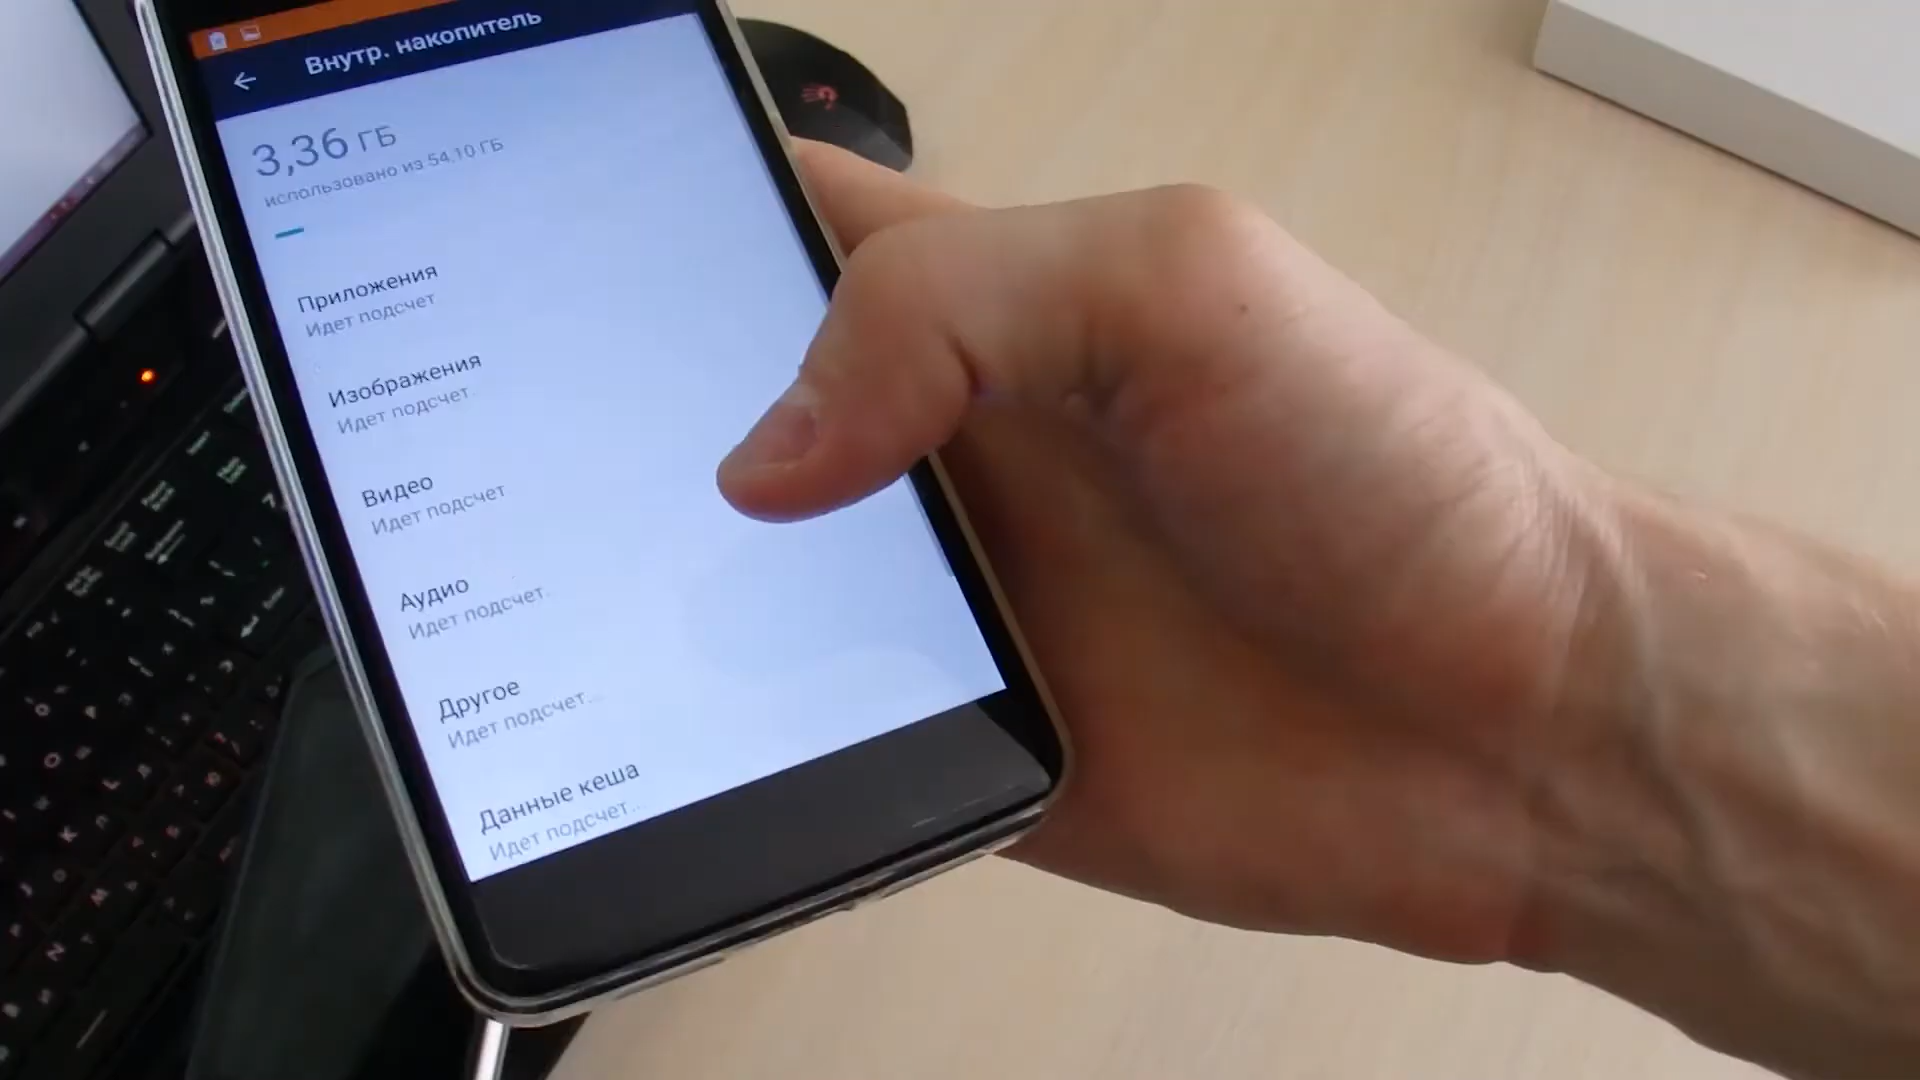 Внутр. накопитель
3,36 ГБ
использовано из 54,10 ГБ
Приложения
Идет подсчет
Изображения
Идет подсчет.
Видео
Идет подсчет
Аудио
Идет подсчет..
Другое
Идет подсчет...
Данные кеша
Идет подсчет...